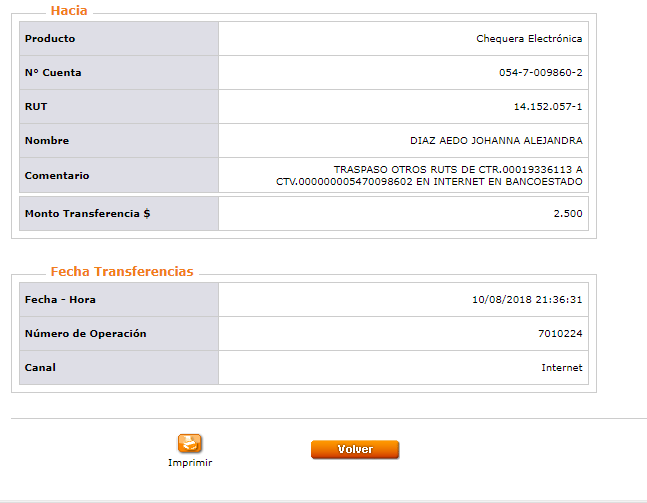 Hacia
Producto Chequera Electrónica
Nº Cuenta 054-7-009860-2
RUT 14.152.057-1
Nombre DIAZ AEDO JOHANNA ALEJANDRA
Comentario TRASPASO OTROS RUTS DE CTR.00019336113 A
CTV.000000005470098602 EN INTERNET EN BANCOESTADO
Monto Transferencia $ 2.500
Fecha Transferencias
Fecha - Hora 10/08/2018 21:36:31
Número de Operación 7010224
Canal Internet
Imprimir Volver